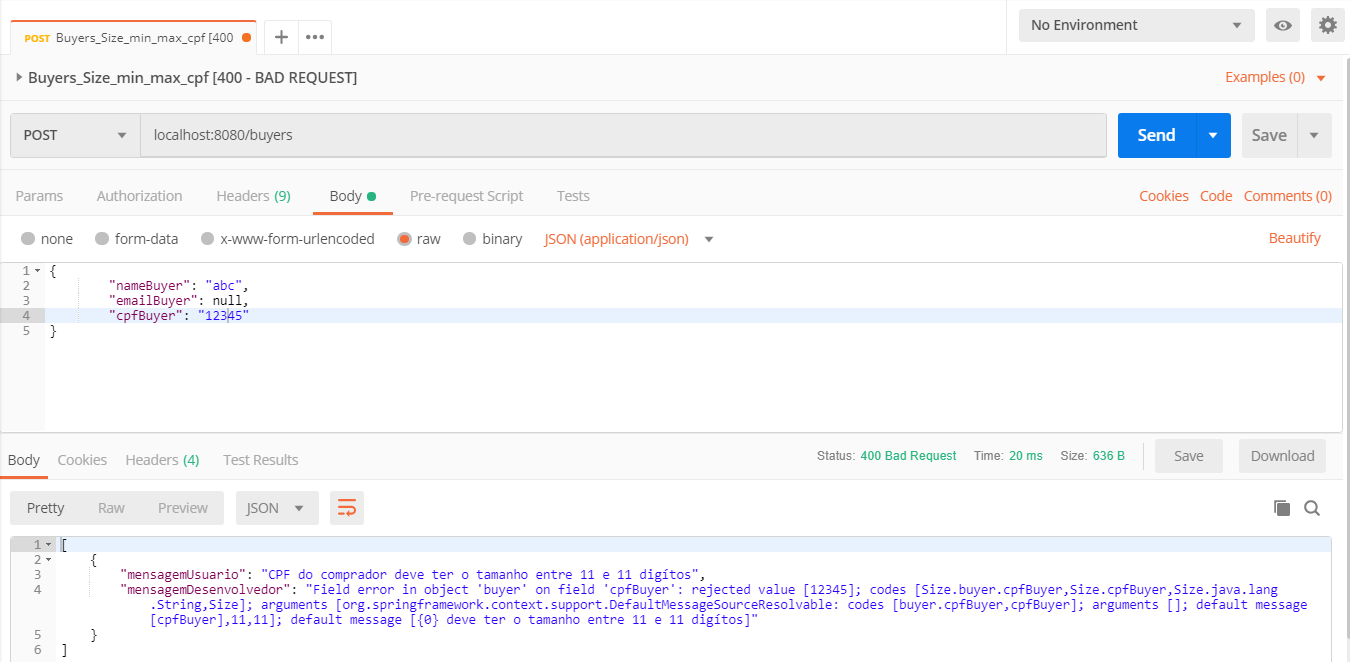 POST Buyers_Size_min_max_cpf [400
No Environment
Buyers_Size_min_max_cpf [400 - BAD REQUEST]
Examples (0)
POST localhost:8080/buyers Send Save
Params Authorization Headers (9) Body Pre-request Script Tests Cookies Code Comments (0)
none form-data x-www-form-urlencoded raw binary JSON (application/json) Beautify
1 {
2 "nameBuyer": "abc",
3 "emailBuyer": null,
4 "cpfBuyer": "12345"
5 }
Body Cookies Headers (4) Test Results Status: 400 Bad Request Time: 20 ms Size: 636 B Save Download
Pretty Raw Preview JSON
1 [
2 {
3 "mensagemUsuario": "CPF do comprador deve ter o tamanho entre 11 e 11 digítos",
4 "mensagemDesenvolvedor": "Field error in object 'buyer' on field 'cpfBuyer': rejected value [12345]; codes [Size.buyer.cpfBuyer,Size.cpfBuyer,Size.java.lang
.String,Size]; arguments [org.springframework.context.support.DefaultMessageSourceResolvable: codes [buyer.cpfBuyer,cpfBuyer]; arguments []; default message
[cpfBuyer],11,11]; default message [{0} deve ter o tamanho entre 11 e 11 digítos]"
5 }
6 ]